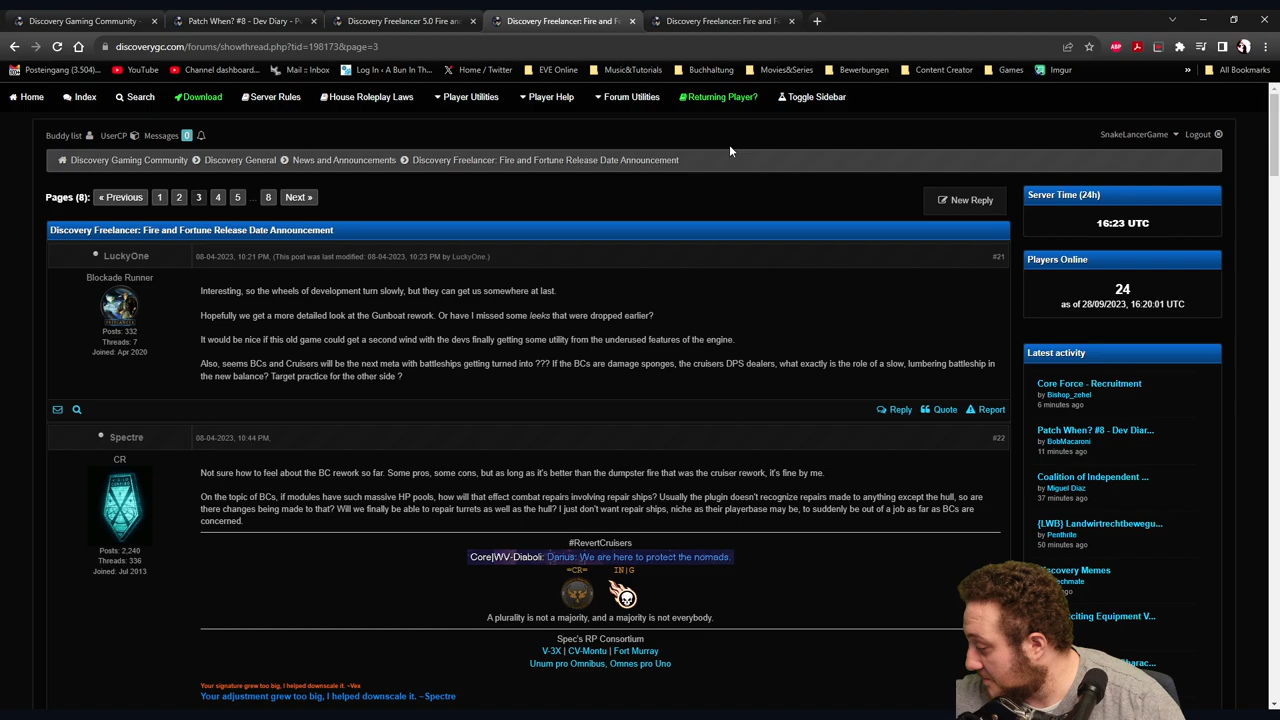 Discovery Gaming Community - Patch When? #8 - Dev Diary - P Discovery Freelancer 5.0 Fire and Discovery Freelancer: Fire and F Discovery Freelancer: Fire and F
discoverygc.com/forums/showthread.php?tid=198173&page=3
Posteingang (3.504)... YouTube Channel dashboard... Mail :: Inbox Log In ‹ A Bun In Th... Home / Twitter EVE Online Music&Tutorials Buchhaltung Movies&Series Bewerbungen Content Creator Games Imgur » All Bookmarks
Home Index Search Download Server Rules House Roleplay Laws Player Utilities Player Help Forum Utilities Returning Player? Toggle Sidebar
Buddy list UserCP Messages 0 SnakeLancerGame Logout
Discovery Gaming Community Discovery General News and Announcements Discovery Freelancer: Fire and Fortune Release Date Announcement
Pages (8): « Previous 1 2 3 4 5 ... 8 Next » New Reply
Discovery Freelancer: Fire and Fortune Release Date Announcement
LuckyOne 08-04-2023, 10:21 PM, (This post was last modified: 08-04-2023, 10:23 PM by LuckyOne.) #21
Blockade Runner
FREELANCER
Posts: 332
Threads: 7
Joined: Apr 2020
Interesting, so the wheels of development turn slowly, but they can get us somewhere at last.
Hopefully we get a more detailed look at the Gunboat rework. Or have I missed some leeks that were dropped earlier?
It would be nice if this old game could get a second wind with the devs finally getting some utility from the underused features of the engine.
Also, seems BCs and Cruisers will be the next meta with battleships getting turned into ??? If the BCs are damage sponges, the cruisers DPS dealers, what exactly is the role of a slow, lumbering battleship in
the new balance? Target practice for the other side ?
Reply Quote Report
Spectre 08-04-2023, 10:44 PM, #22
CR
Posts: 2,240
Threads: 336
Joined: Jul 2013
Not sure how to feel about the BC rework so far. Some pros, some cons, but as long as it's better than the dumpster fire that was the cruiser rework, it's fine by me.
On the topic of BCs, if modules have such massive HP pools, how will that effect combat repairs involving repair ships? Usually the plugin doesn't recognize repairs made to anything except the hull, so are
there changes being made to that? Will we finally be able to repair turrets as well as the hull? I just don't want repair ships, niche as their playerbase may be, to suddenly be out of a job as far as BCs are
concerned.
#RevertCruisers
Core|WV-Diaboli: Darius: We are here to protect the nomads.
=CR= IN|G
A plurality is not a majority, and a majority is not everybody.
Spec's RP Consortium
V-3X | CV-Montu | Fort Murray
Unum pro Omnibus, Omnes pro Uno
Your signature grew too big, I helped downscale it. ~Vex
Your adjustment grew too big, I helped downscale it. ~Spectre
Server Time (24h)
16:23 UTC
Players Online
24
as of 28/09/2023, 16:20:01 UTC
Latest activity
Core Force - Recruitment
by Bishop_zehel
6 minutes ago
Patch When? #8 - Dev Diar...
by BobMacaroni
11 minutes ago
Coalition of Independent ...
by Miguel Diaz
37 minutes ago
{LWB} Landwirtrechtbewegu...
by Penthrite
50 minutes ago
Discovery Memes